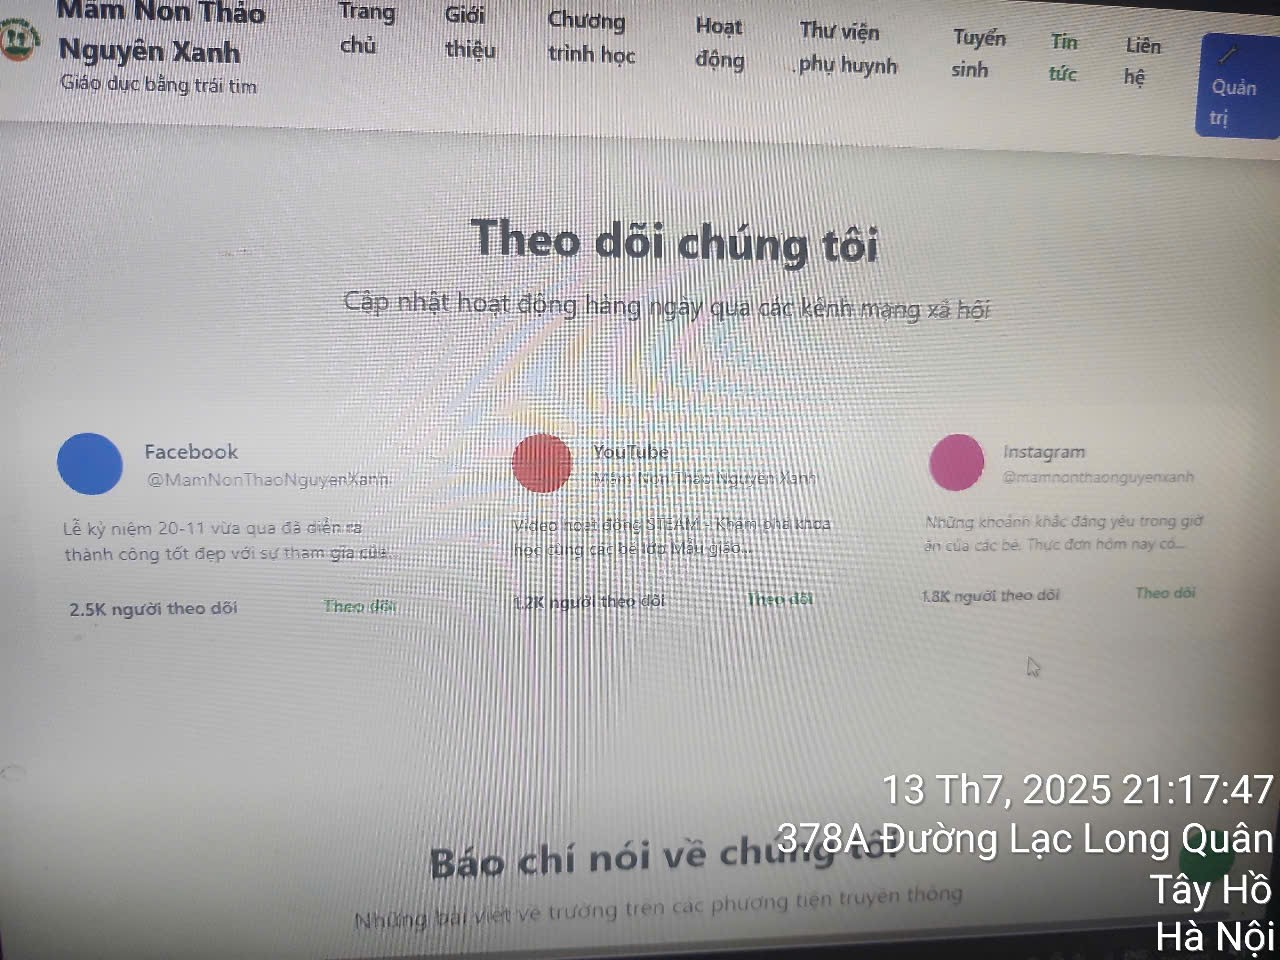 Mầm Non Thảo
Nguyên Xanh
Giáo dục bằng trái tim
Trang
chủ
Giới
thiệu
Chương
trình học
Hoạt
động
Thư viện
phụ huynh
Tuyển
sinh
Tin
tức
Liên
hệ
Quản
trị
Theo dõi chúng tôi
Cập nhật hoạt động hàng ngày qua các kênh mạng xã hội
Facebook
@MamNonThaoNguyenXanh
Lễ kỷ niệm 20-11 vừa qua đã diễn ra
thành công tốt đẹp với sự tham gia của...
2.5K người theo dõi
Theo dõi
YouTube
Mầm Non Thảo Nguyên Xanh
Video hoạt động STEAM - Khám phá khoa
học cùng các bé lớp Mẫu giáo...
1.2K người theo dõi
Theo dõi
Instagram
@mamnonthaonguyenxanh
Những khoảnh khắc đáng yêu trong giờ
ăn của các bé. Thực đơn hôm nay có...
1.8K người theo dõi
Theo dõi
Báo chí nói về chúng tôi
Những bài viết về trường trên các phương tiện truyền thông
13 Th7, 2025 21:17:47
378A Đường Lạc Long Quân
Tây Hồ
Hà Nội